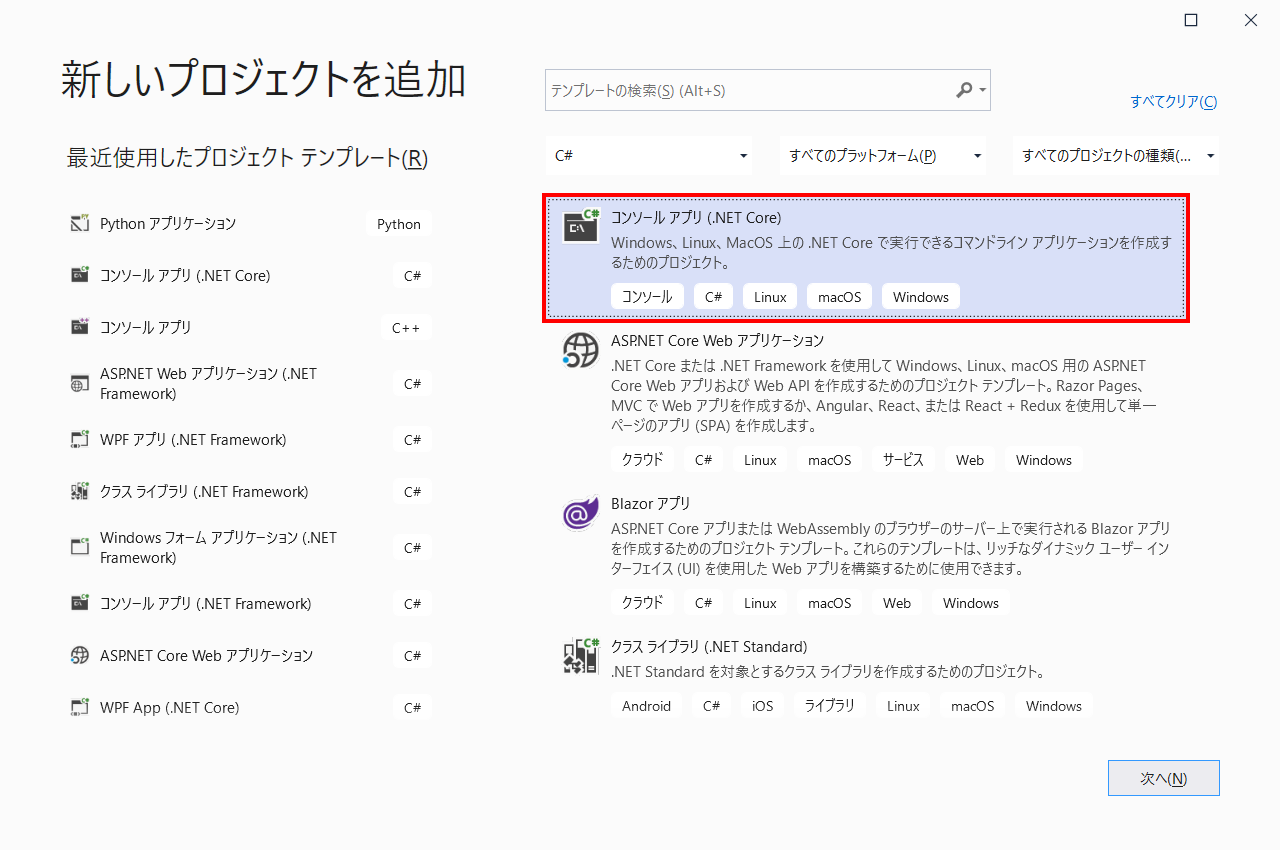 新しいプロジェクトを追加
テンプレートの検索(S) (Alt+S)
すべてクリア(C)
最近使用したプロジェクト テンプレート(R)
C#
すべてのプラットフォーム(P)
すべてのプロジェクトの種類(...
Python アプリケーション
Python
コンソール アプリ (.NET Core)
C#
コンソール アプリ
C++
ASP.NET Web アプリケーション (.NET
Framework)
C#
WPF アプリ (.NET Framework)
C#
クラス ライブラリ (.NET Framework)
C#
Windows フォーム アプリケーション (.NET
Framework)
C#
コンソール アプリ (.NET Framework)
C#
ASP.NET Core Web アプリケーション
C#
WPF App (.NET Core)
C#
コンソール アプリ (.NET Core)
Windows、Linux、MacOS 上の .NET Core で実行できるコマンドライン アプリケーションを作成す
るためのプロジェクト。
コンソール
C#
Linux
macOS
Windows
ASP.NET Core Web アプリケーション
.NET Core または .NET Framework を使用して Windows、Linux、macOS 用の ASP.NET
Core Web アプリおよび Web API を作成するためのプロジェクト テンプレート。Razor Pages、
MVC で Web アプリを作成するか、Angular、React、または React + Redux を使用して単一
ページのアプリ (SPA) を作成します。
クラウド
C#
Linux
macOS
サービス
Web
Windows
Blazor アプリ
ASP.NET Core アプリまたは WebAssembly のブラウザーのサーバー上で実行される Blazor アプリ
を作成するためのプロジェクト テンプレート。これらのテンプレートは、リッチなダイナミック ユーザー イン
ターフェイス (UI) を使用した Web アプリを構築するために使用できます。
クラウド
C#
Linux
macOS
Web
Windows
クラス ライブラリ (.NET Standard)
.NET Standard を対象とするクラス ライブラリを作成するためのプロジェクト。
Android
C#
iOS
ライブラリ
Linux
macOS
Windows
次へ(N)